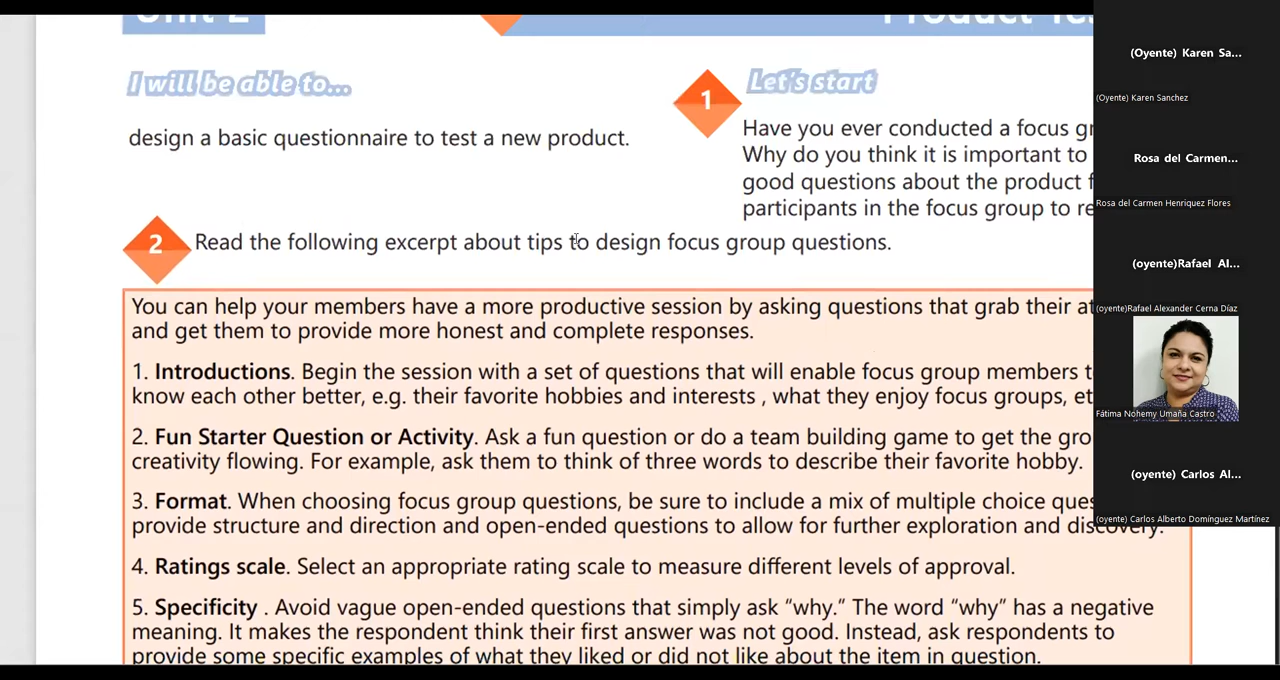 Unit 2
I will be able to...
1
Let's start
design a basic questionnaire to test a new product.
Have you ever conducted a focus
Why do you think it is important to
good questions about the product
participants in the focus group to
2
Read the following excerpt about tips to design focus group questions.
You can help your members have a more productive session by asking questions that grab their
and get them to provide more honest and complete responses.
1. Introductions. Begin the session with a set of questions that will enable focus group members
know each other better, e.g. their favorite hobbies and interests , what they enjoy focus groups,
2. Fun Starter Question or Activity. Ask a fun question or do a team building game to get the
creativity flowing. For example, ask them to think of three words to describe their favorite hobby.
3. Format. When choosing focus group questions, be sure to include a mix of multiple choice
provide structure and direction and open-ended questions to allow for further exploration and discovery.
4. Ratings scale. Select an appropriate rating scale to measure different levels of approval.
5. Specificity . Avoid vague open-ended questions that simply ask “why.” The word “why” has a negative
meaning. It makes the respondent think their first answer was not good. Instead, ask respondents to
provide some specific examples of what they liked or did not like about the item in question.
(Oyente) Karen Sa...
(Oyente) Karen Sanchez
Rosa del Carmen...
Rosa del Carmen Henriquez Flores
(oyente)Rafael Al...
(oyente)Rafael Alexander Cerna Díaz
Fátima Nohemy Umaña Castro
(oyente) Carlos Al...
(oyente) Carlos Alberto Domínguez Martínez